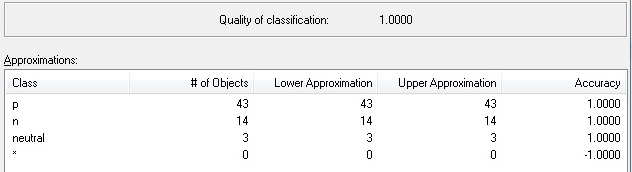 Quality of classification: 1.0000
Approximations:
Class # of Objects Lower Approximation Upper Approximation Accuracy
p 43 43 43 1.0000
n 14 14 14 1.0000
neutral 3 3 3 1.0000
* 0 0 0 -1.0000